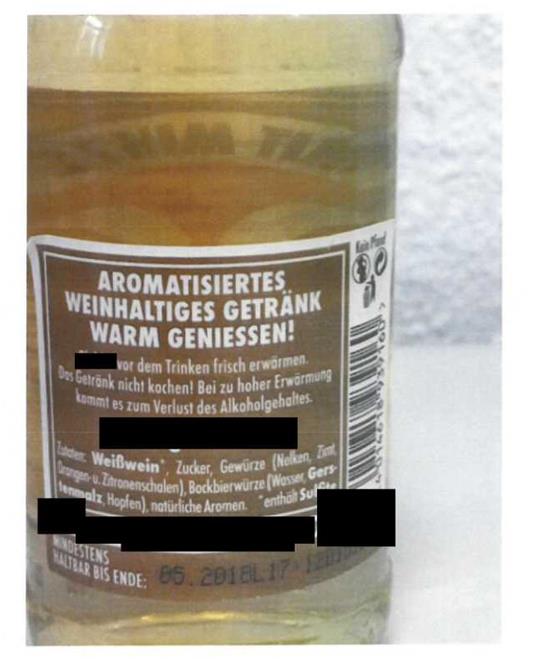 Kein Pfand
AROMATISIERTES
WEINHALTIGES GETRÄNK
WARM GENIESSEN!
vor dem Trinken frisch erwärmen.
Das Getränk nicht kochen! Bei zu hoher Erwärmung
kommt es zum Verlust des Alkoholgehaltes.
Zutaten: Weißwein*, Zucker, Gewürze (Nelken, Zimt,
Orangen-u. Zitronenschalen), Bockbierwürze (Wasser, Gers-
tenmalz, Hopfen), natürliche Aromen. *enthält
MINDESTENS
HALTBAR BIS ENDE: 05.2018L17